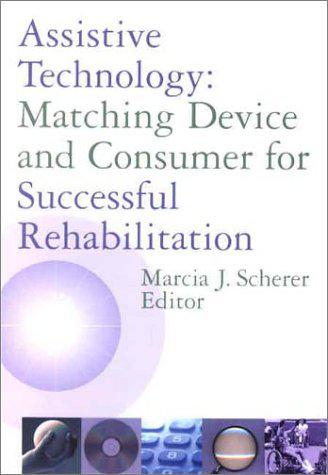 Assistive
Technology:
Matching Device
and Consumer for
Successful
Rehabilitation
Marcia J. Scherer
Editor